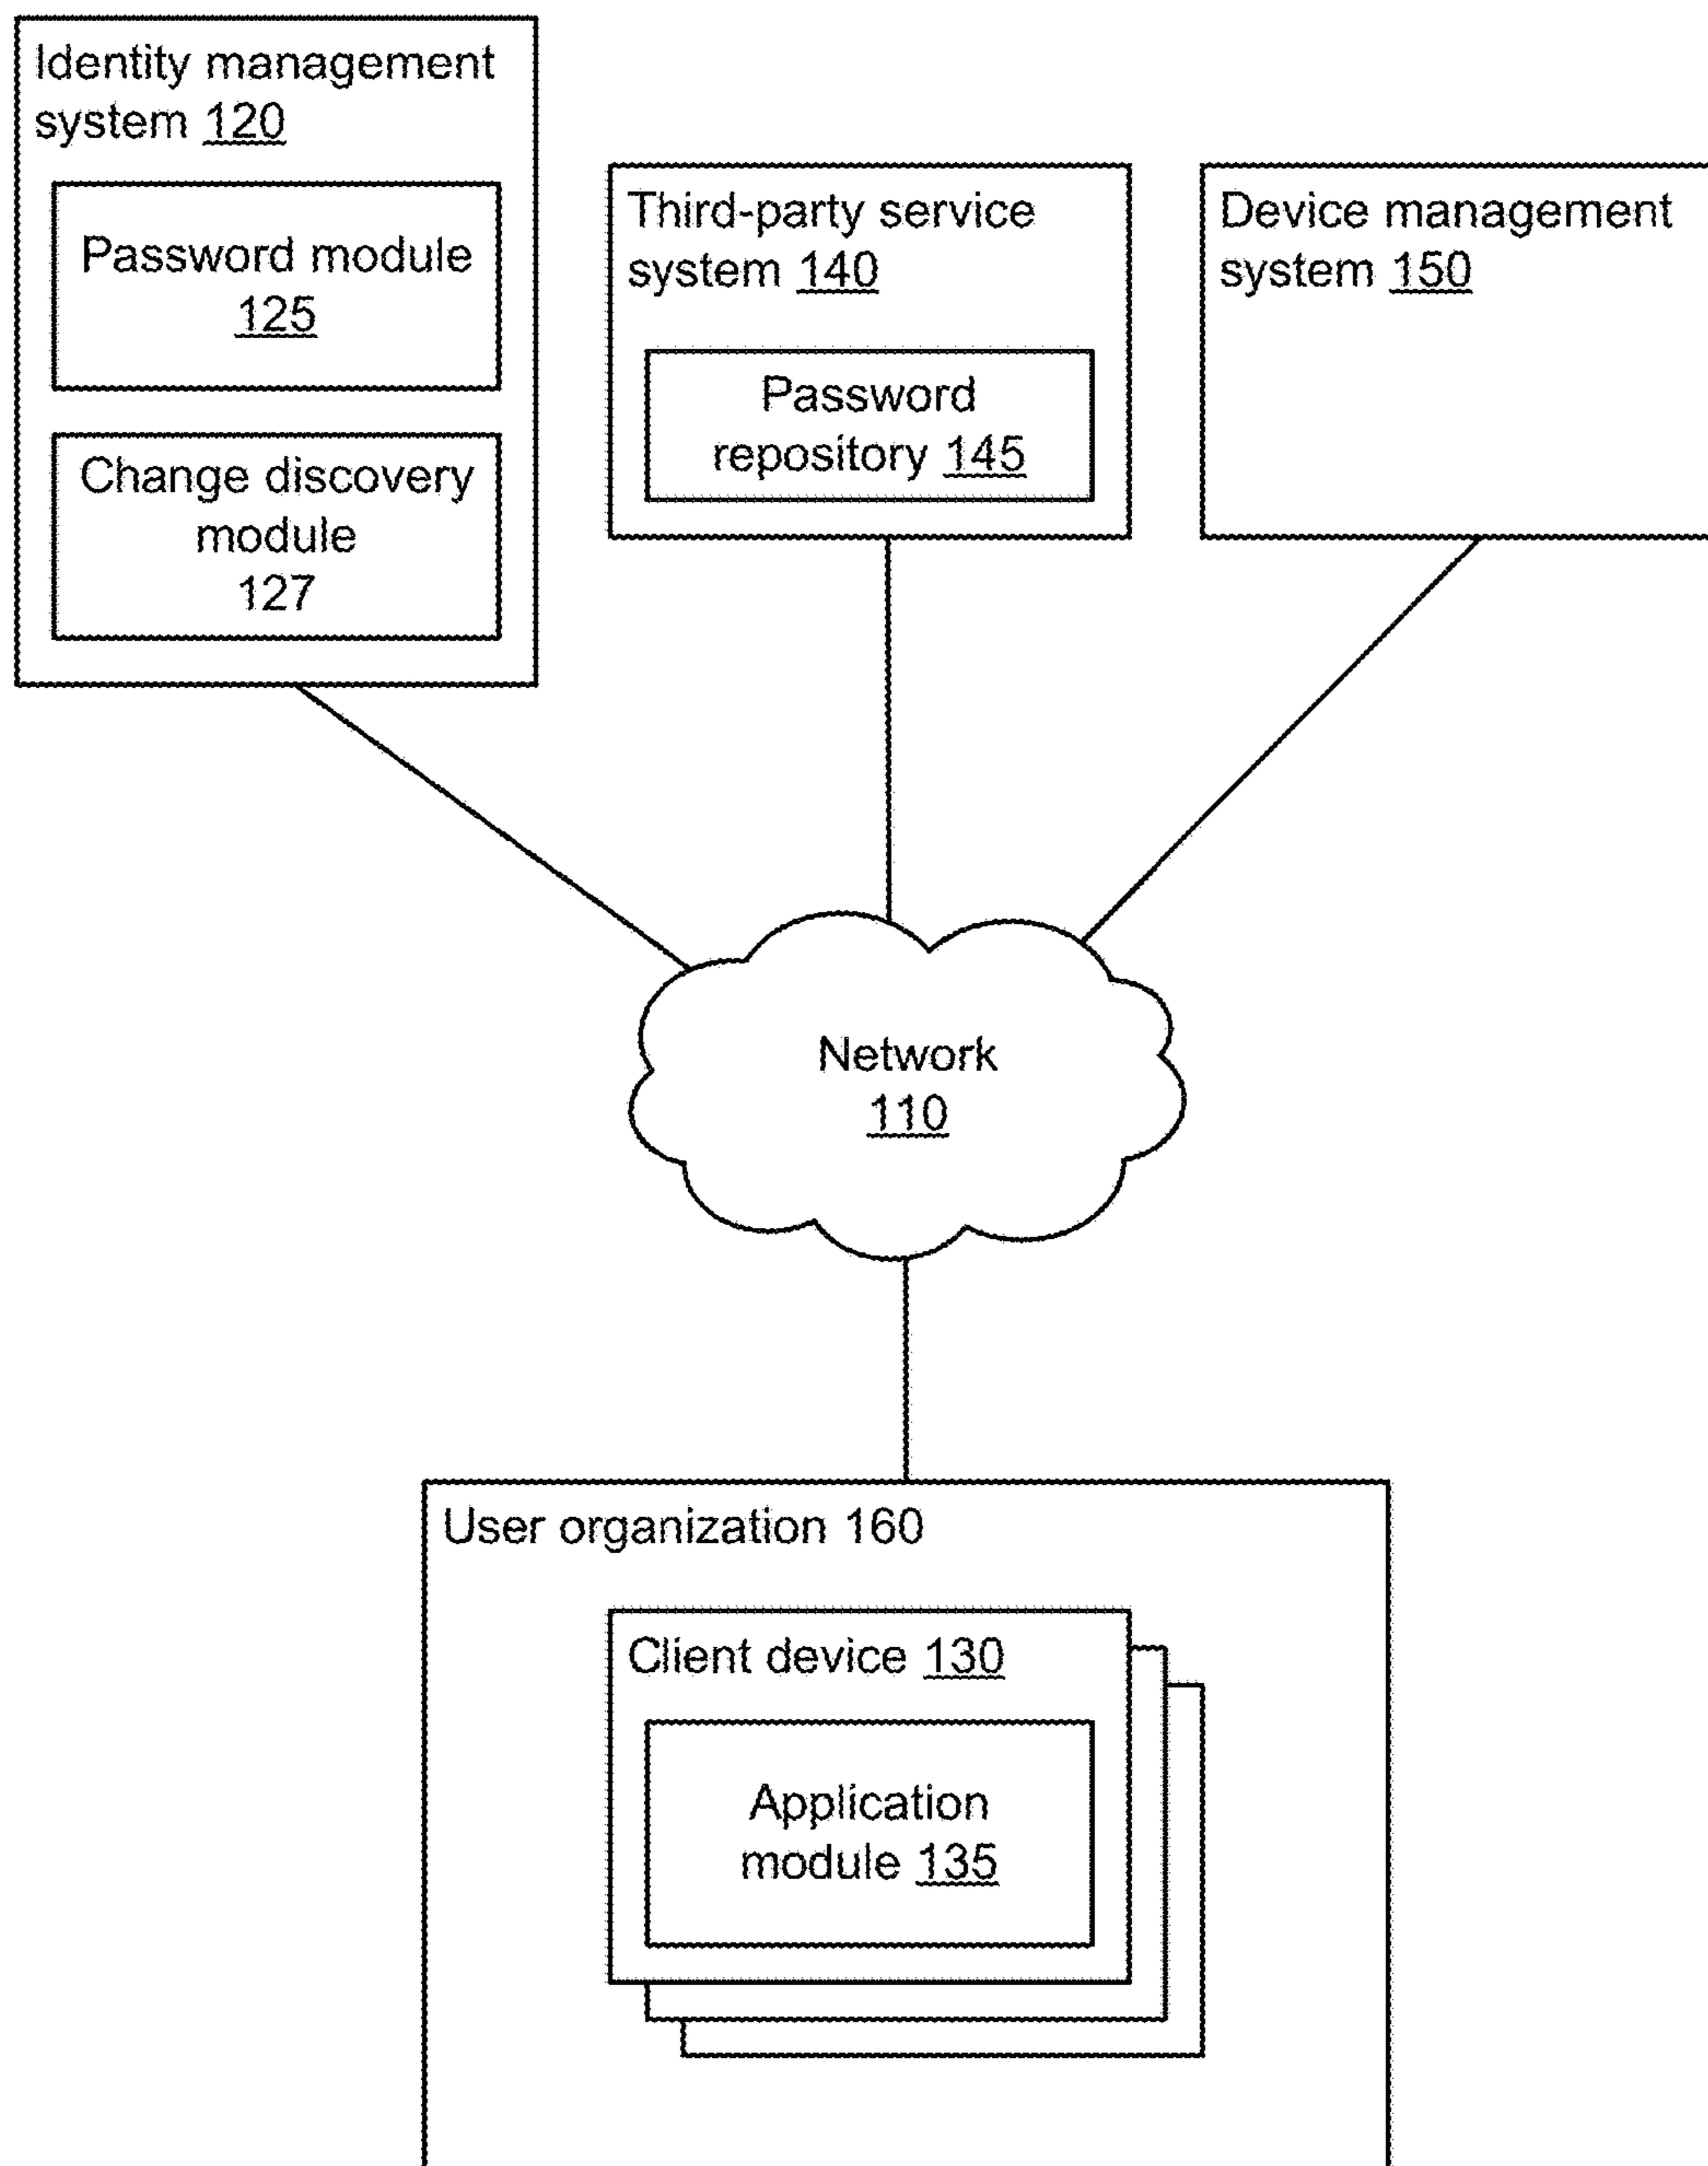 Identity management
system 120
Password module
125
Change discovery
module
127
Third-party service
system 140
Password
repository 145
Device management
system 150
Network
110
User organization 160
Client device 130
Application
module 135